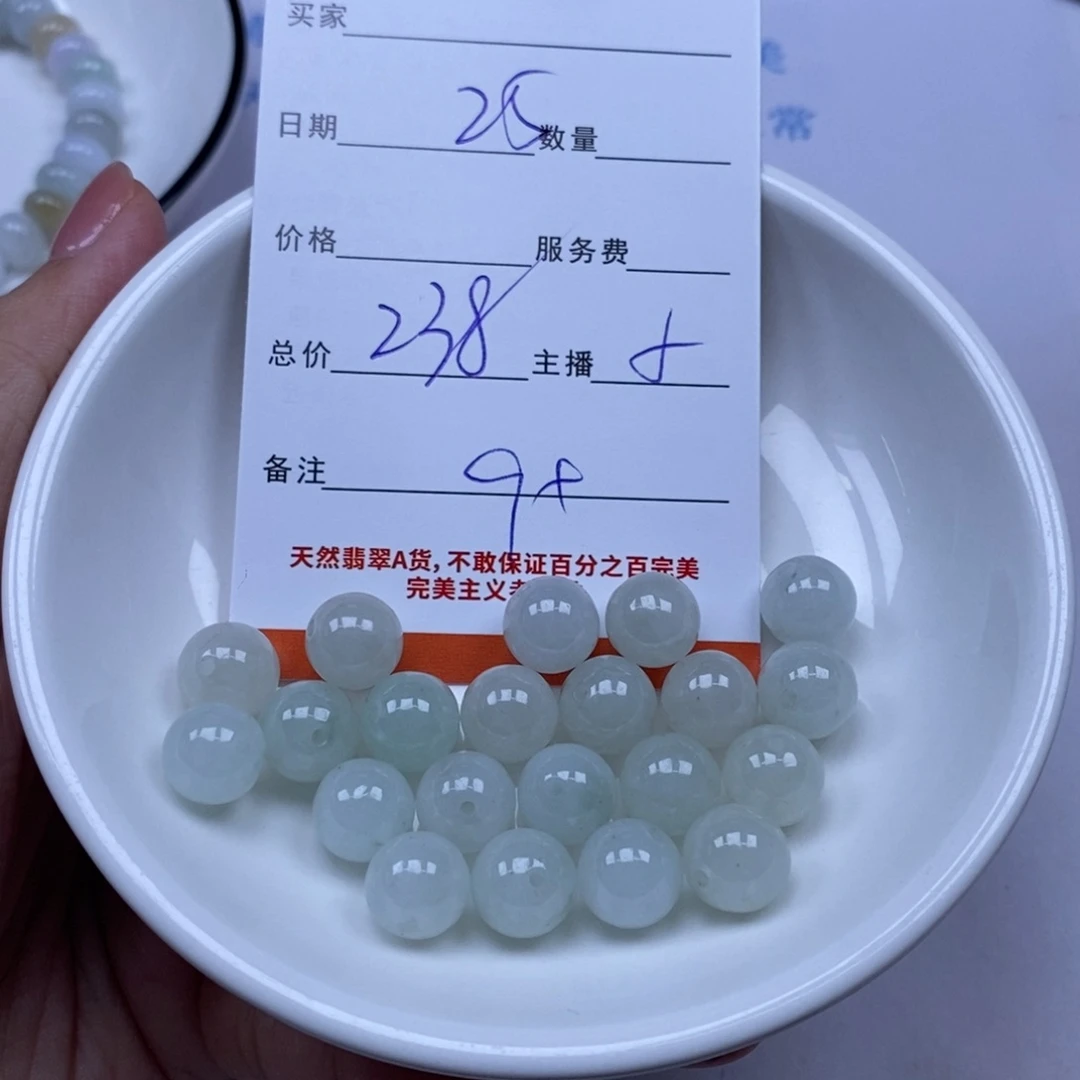 买家
日期 25 数量
价格 服务费
总价 238 主播
备注
天然翡翠A货,不敢保证百分之百完美
完美主义
常